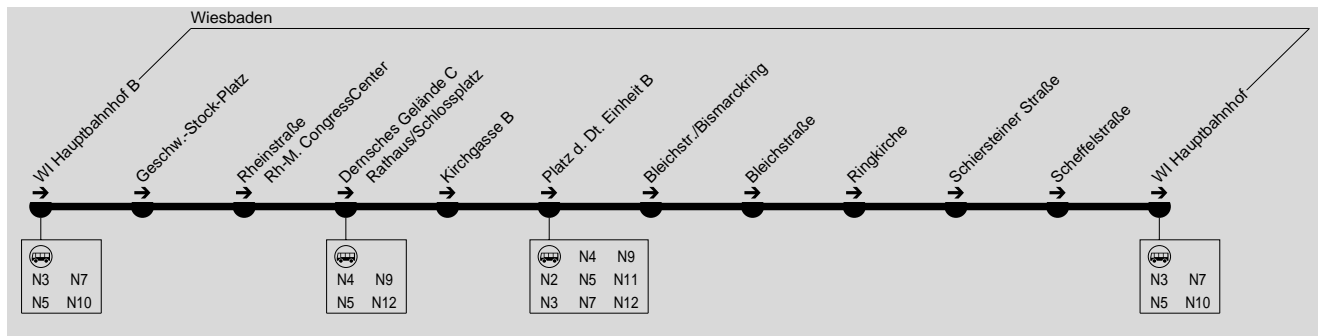 Wiesbaden
WI Hauptbahnhof B
Geschw.-Stock-Platz
Rheinstraße
Rh-M. CongressCenter
Dernsches Gelände C
Rathaus/Schlossplatz
Kirchgasse B
Platz d. Dt. Einheit B
Bleichstr./Bismarckring
Bleichstraße
Ringkirche
Schiersteiner Straße
Scheffelstraße
WI Hauptbahnhof
N3 N7
N5 N10
N4 N9
N5 N12
N4 N9
N2 N5 N11
N3 N7 N12
N3 N7
N5 N10